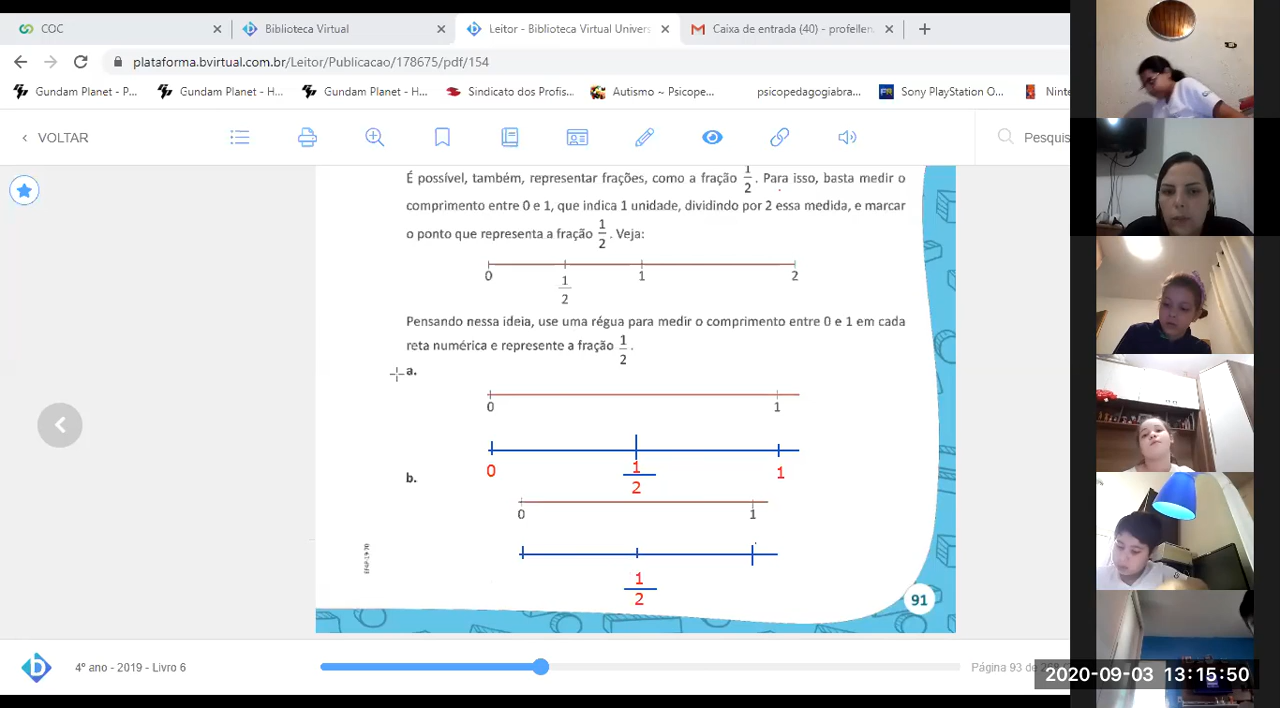 COC
Biblioteca Virtual
Leitor - Biblioteca Virtual Univers
Caixa de entrada (40) - profellen.
plataforma.bvirtual.com.br/Leitor/Publicacao/178675/pdf/154
Gundam Planet - P...
Gundam Planet - H...
Gundam Planet - H...
Sindicato dos Profis...
Autismo ~ Psicope...
psicopedagogiabra...
Sony PlayStation O...
Ninte
VOLTAR
Pesquis
É possível, também, representar frações, como a fração 1/2. Para isso, basta medir o
comprimento entre 0 e 1, que indica 1 unidade, dividindo por 2 essa medida, e marcar
o ponto que representa a fração 1/2. Veja:
0 1/2 1 2
Pensando nessa ideia, use uma régua para medir o comprimento entre 0 e 1 em cada
reta numérica e represente a fração 1/2.
a.
0 1
0 1/2 1
b.
0 1
1/2
91
4º ano - 2019 - Livro 6
Página 93 de
2020-09-03 13:15:50